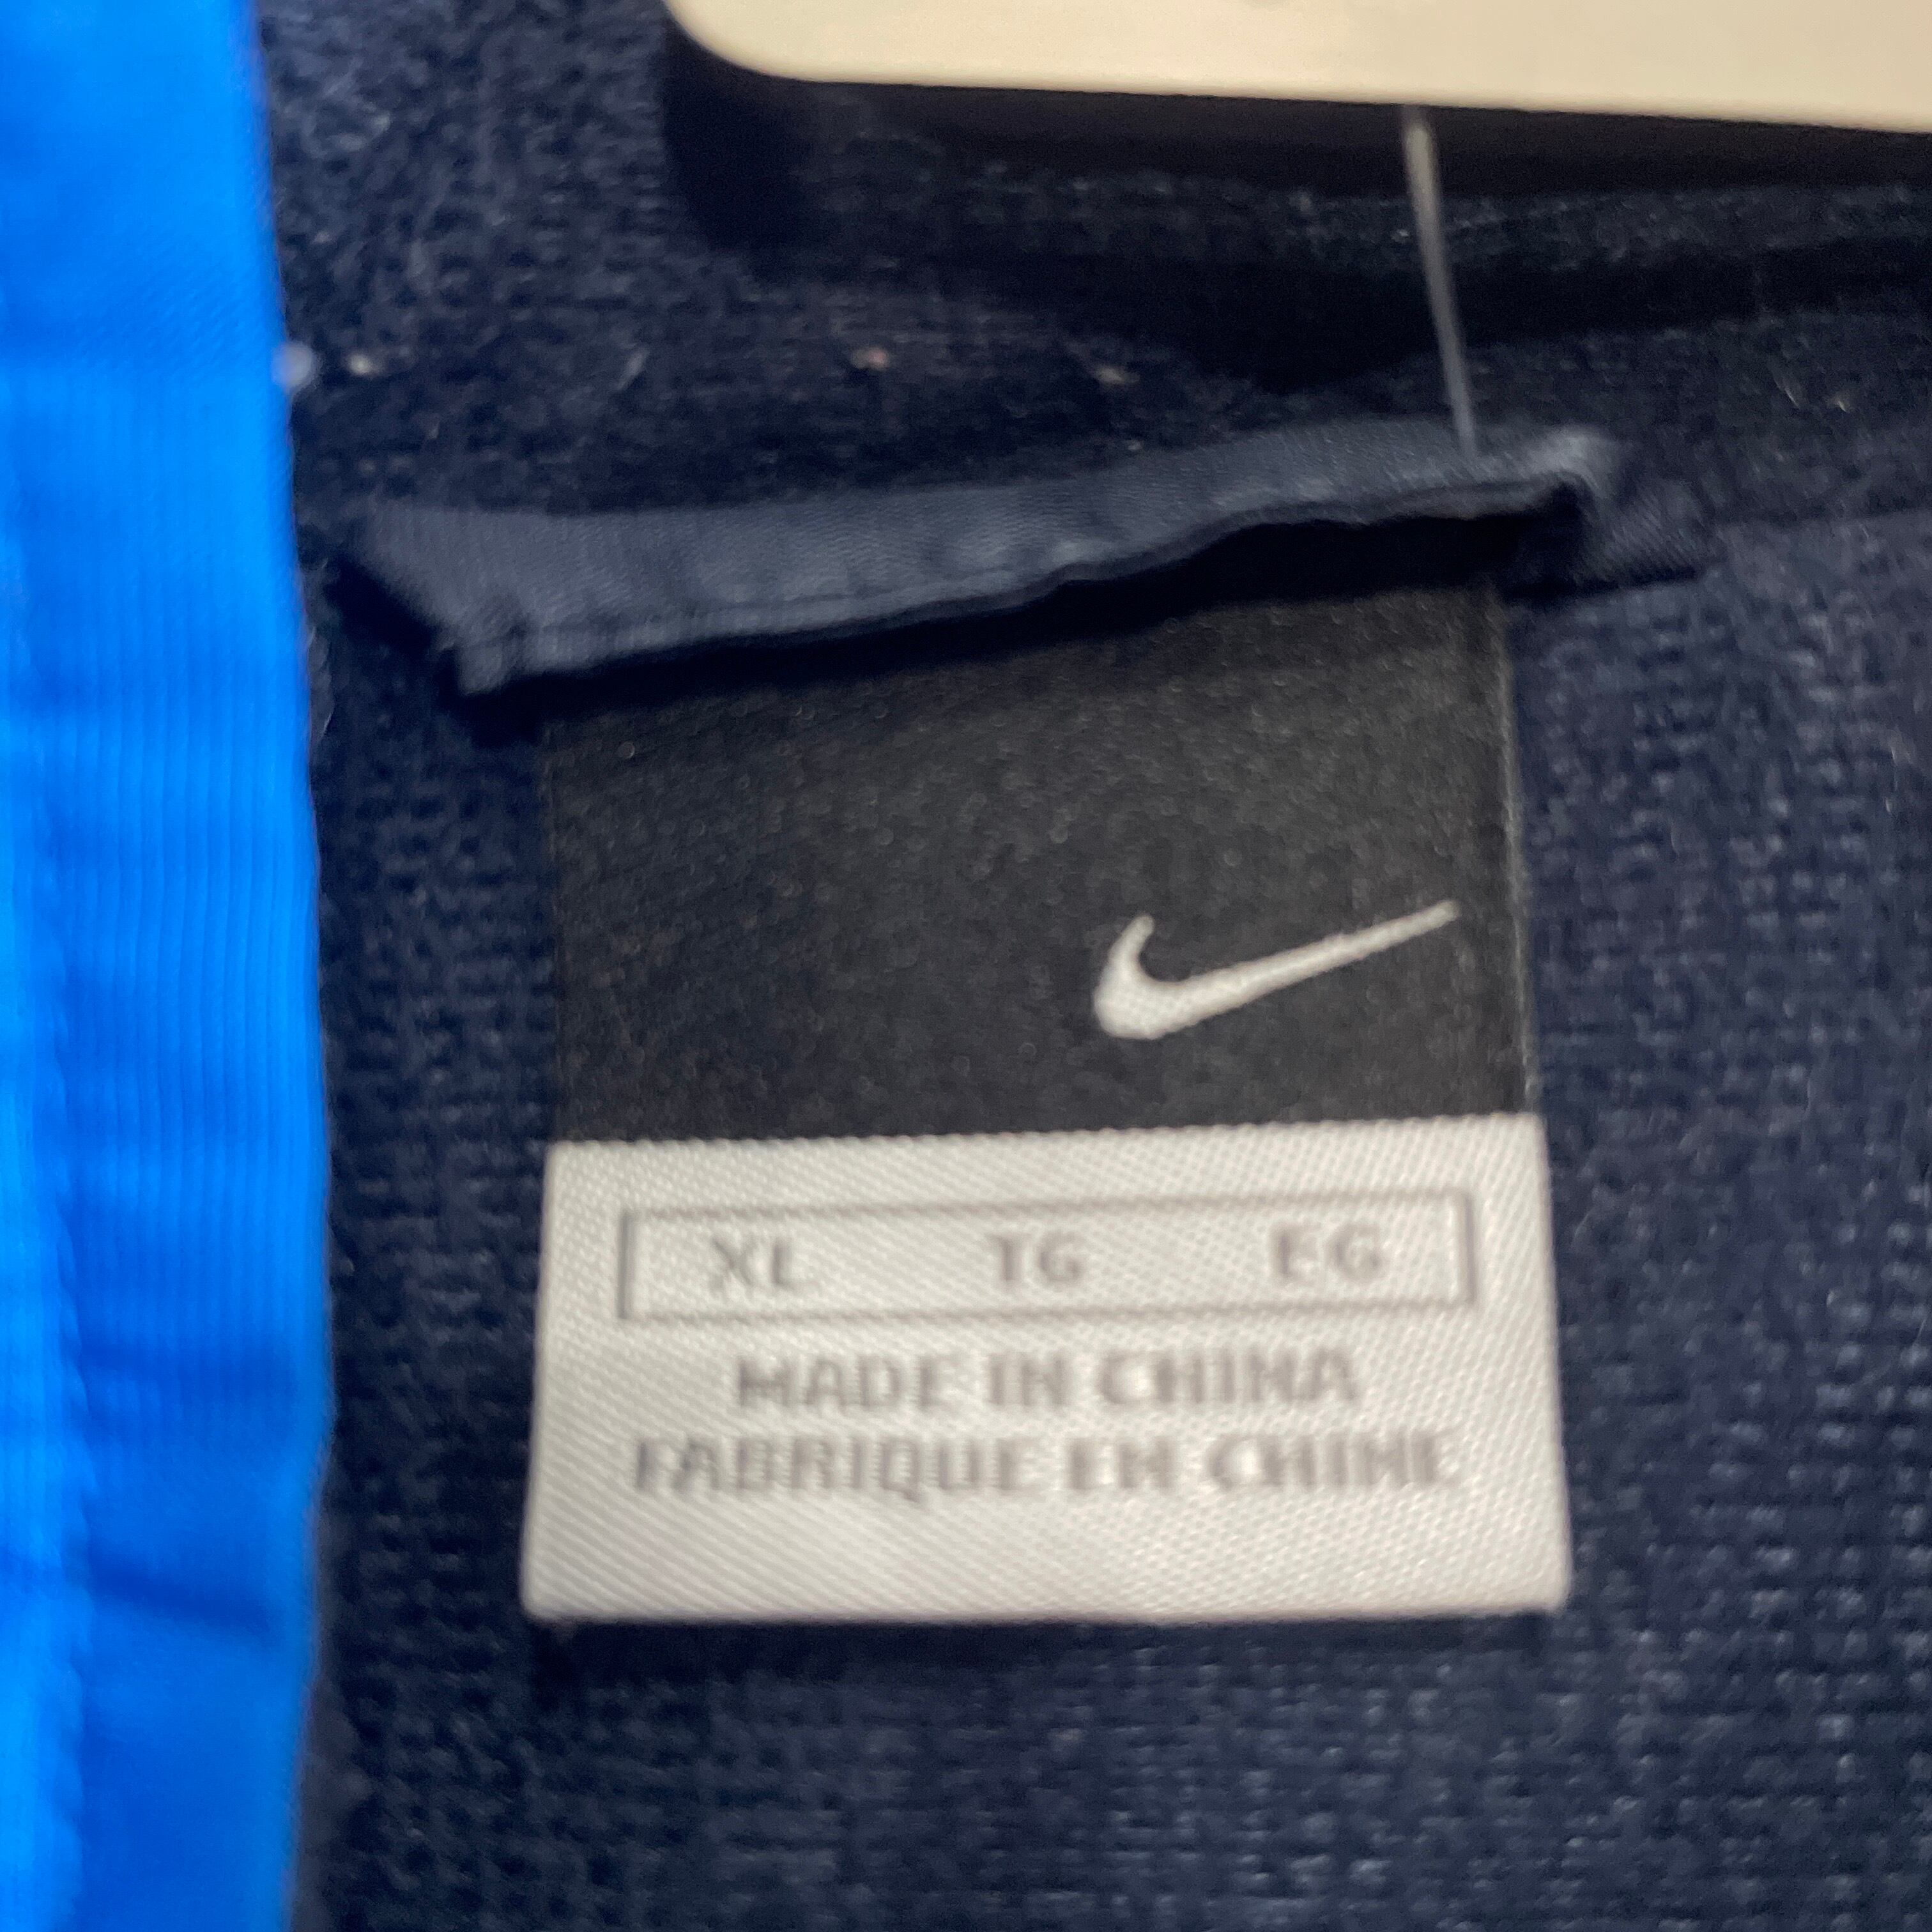 XL TG EG
MADE IN CHINA
FABRIQUE EN CHINE